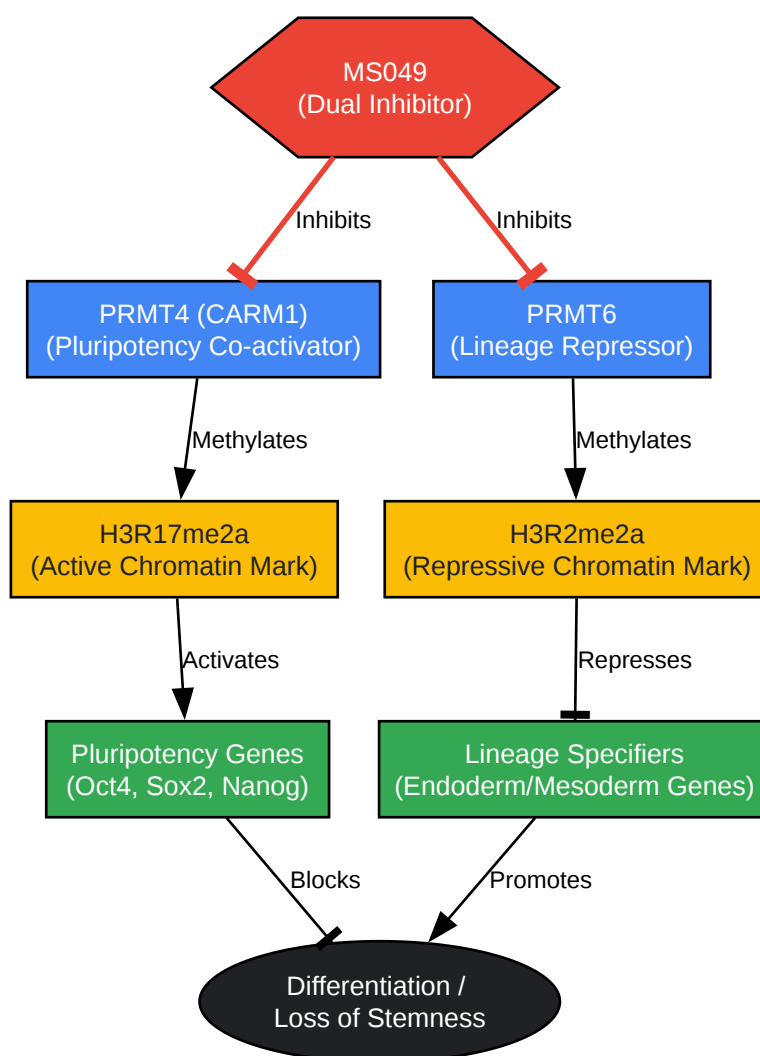 MS049
(Dual Inhibitor)
Inhibits
Inhibits
PRMT4 (CARM1)
(Pluripotency Co-activator)
PRMT6
(Lineage Repressor)
Methylates
Methylates
H3R17me2a
(Active Chromatin Mark)
H3R2me2a
(Repressive Chromatin Mark)
Activates
Represses
Pluripotency Genes
(Oct4, Sox2, Nanog)
Lineage Specifiers
(Endoderm/Mesoderm Genes)
Blocks
Promotes
Differentiation /
Loss of Stemness